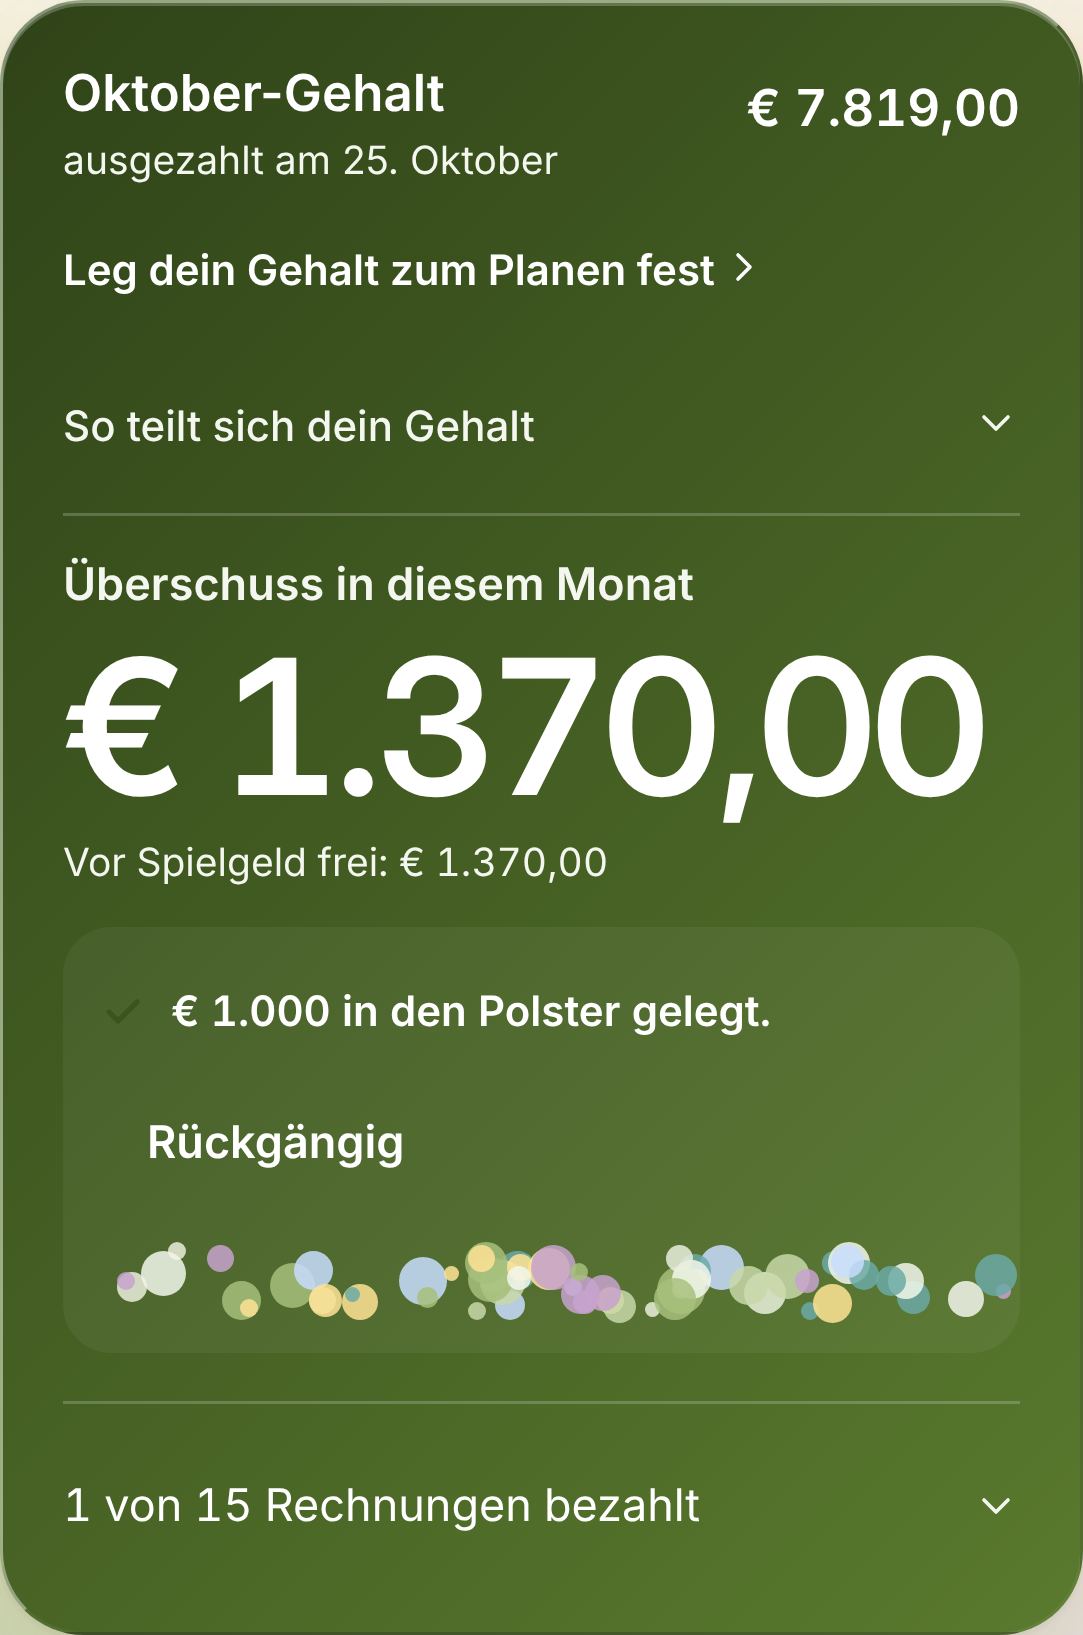 Oktober-Gehalt
€ 7.819,00
ausgezahlt am 25. Oktober
Leg dein Gehalt zum Planen fest
So teilt sich dein Gehalt
Überschuss in diesem Monat
€ 1.370,00
Vor Spielgeld frei: € 1.370,00
€ 1.000 in den Polster gelegt.
Rückgängig
1 von 15 Rechnungen bezahlt